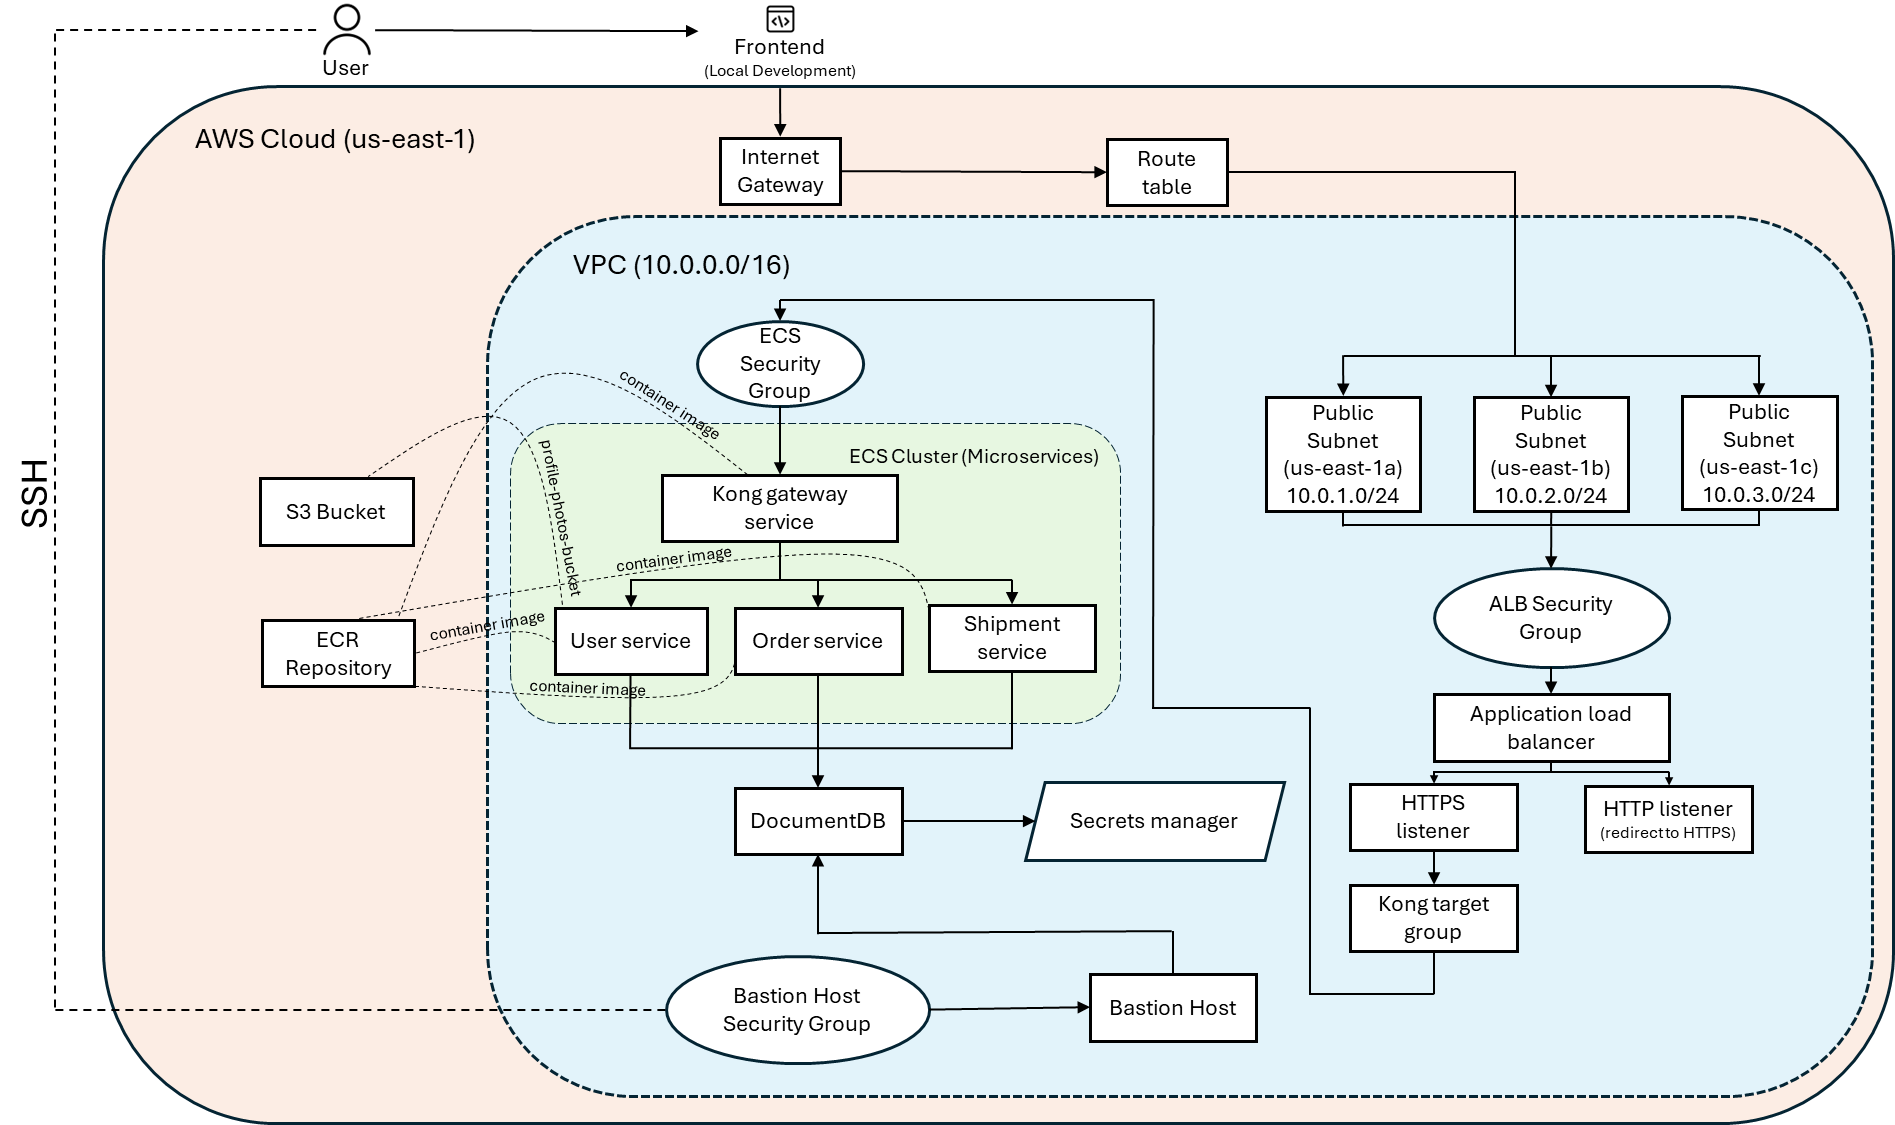 User
Frontend
(Local Development)
AWS Cloud (us-east-1)
Internet
Gateway
Route
table
VPC (10.0.0.0/16)
ECS
Security
Group
container image
Public
Subnet
(us-east-1a)
10.0.1.0/24
Public
Subnet
(us-east-1b)
10.0.2.0/24
Public
Subnet
(us-east-1c)
10.0.3.0/24
ECS Cluster (Microservices)
profile-photos-bucket
SSH
S3 Bucket
Kong gateway
service
container image
ECR
Repository
container image
User service
Order service
Shipment
service
container image
ALB Security
Group
Application load
balancer
HTTPS
listener
HTTP listener
(redirect to HTTPS)
DocumentDB
Secrets manager
Kong target
group
Bastion Host
Security Group
Bastion Host